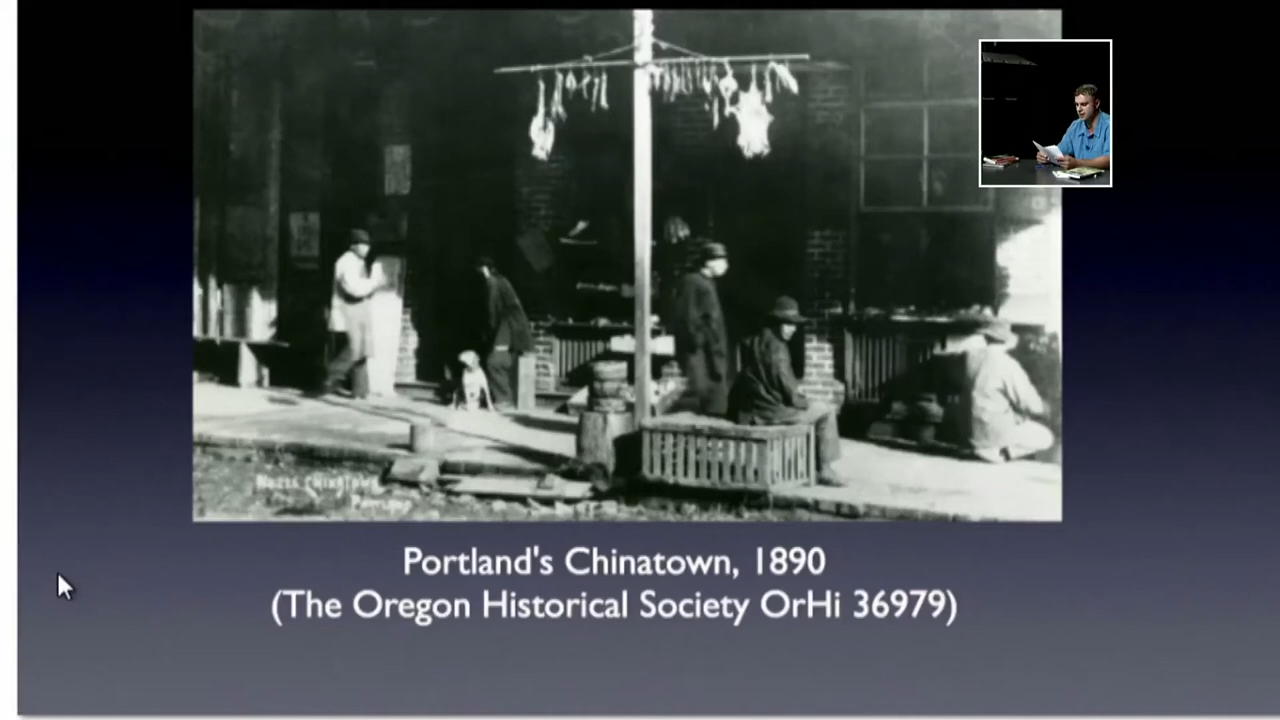 Portland's Chinatown, 1890
(The Oregon Historical Society OrHi 36979)